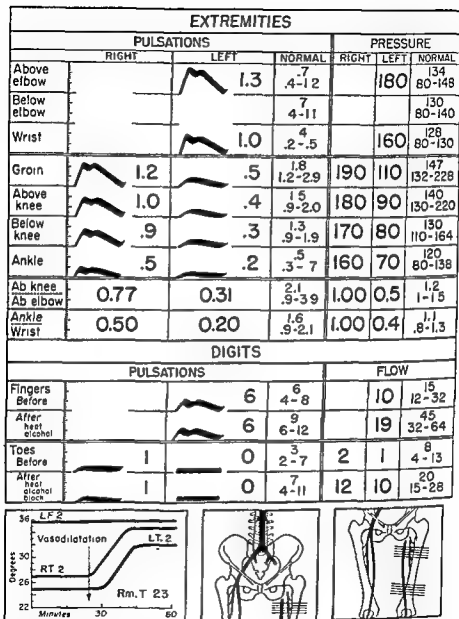 EXTREMITIES
PULSATIONS PRESSURE
RIGHT LEFT NORMAL RIGHT LEFT NORMAL
Above elbow 1.3 .7 .4-1 2 180 134 80-148
Below elbow 7 4-11 130 80-140
Wrist 1.0 4 .2-.5 160 128 80-130
Groin 1.2 .5 1.8 1.2-2.9 190 110 147 132-228
Above knee 1.0 .4 1 5 .9-2.0 180 90 140 130-220
Below knee .9 .3 1.3 .9-1.9 170 80 130 110-164
Ankle .5 .2 .5 .3- 7 160 70 120 80-138
Ab knee Ab elbow 0.77 0.31 2.1 .9-3 9 1.00 0.5 1.2 1-1 5
Ankle Wrist 0.50 0.20 1.6 .9-2.1 1.00 0.4 1.1 .8-1.3
DIGITS
PULSATIONS FLOW
Fingers Before 6 6 4-8 10 15 12-32
After heat alcohol 6 9 6-12 19 45 32-64
Toes Before 1 0 3 2-7 2 1 8 4-13
After heat alcohol block 1 0 7 4-11 12 10 20 15-28
36 LF 2
Vasodilatation
LT. 2
Degrees
30
RT 2
26
Rm. T 23
22
Minutes 30 60